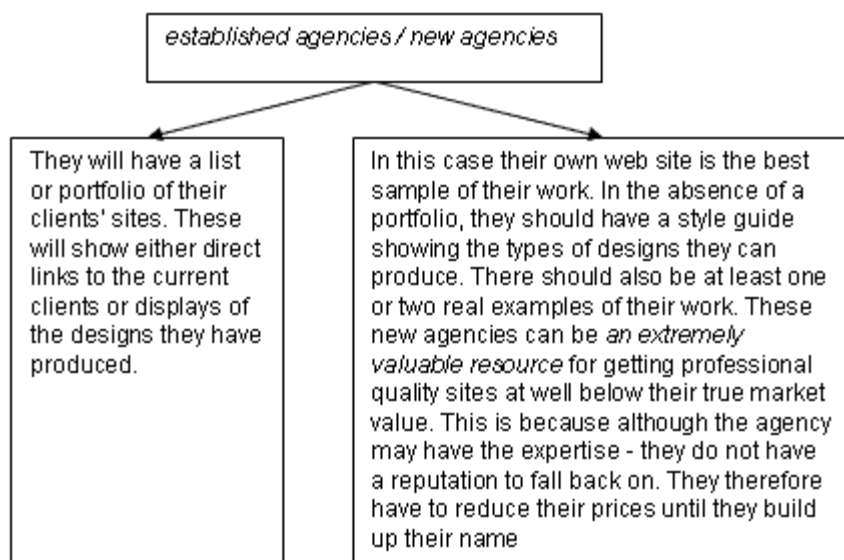 established agencies / new agencies
They will have a list
or portfolio of their
clients' sites. These
will show either direct
links to the current
clients or displays of
the designs they have
produced.
In this case their own web site is the best
sample of their work. In the absence of a
portfolio, they should have a style guide
showing the types of designs they can
produce. There should also be at least one
or two real examples of their work. These
new agencies can be an extremely
valuable resource for getting professional
quality sites at well below their true market
value. This is because although the agency
may have the expertise - they do not have
a reputation to fall back on. They therefore
have to reduce their prices until they build
up their name